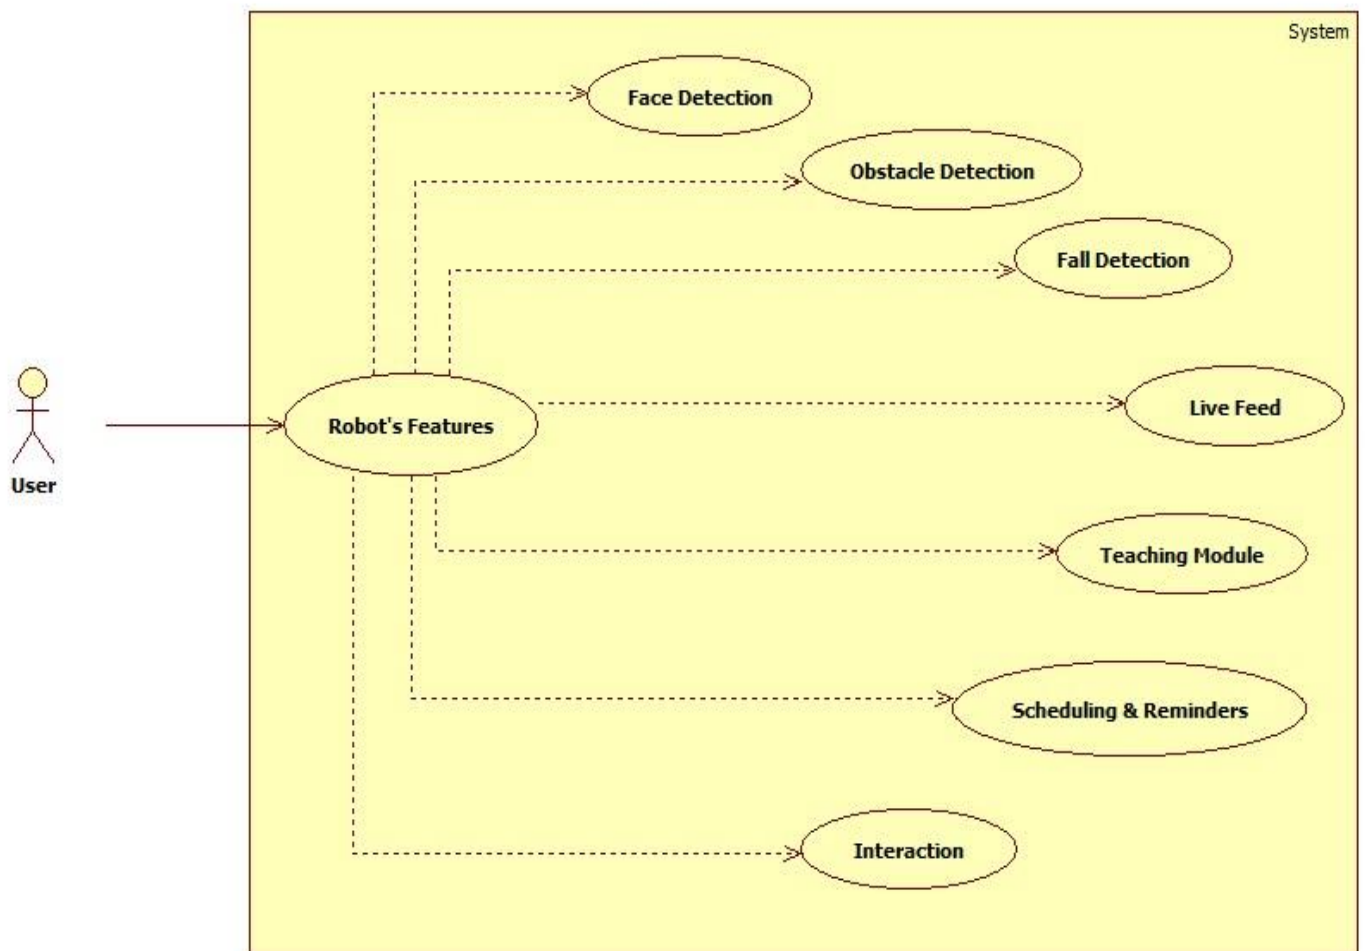 System
Face Detection
Obstacle Detection
Fall Detection
Live Feed
Robot's Features
User
Teaching Module
Scheduling & Reminders
Interaction